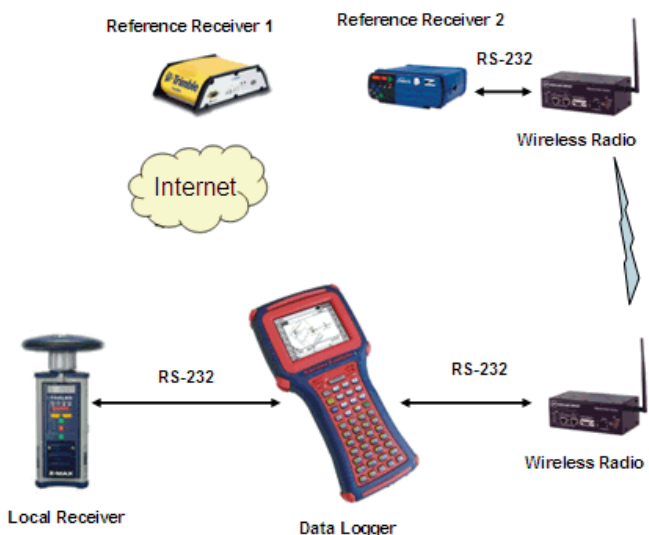 Reference Receiver 1
Reference Receiver 2
Trimble
RS-232
Wireless Radio
Internet
RS-232
RS-232
Wireless Radio
Local Receiver
Data Logger